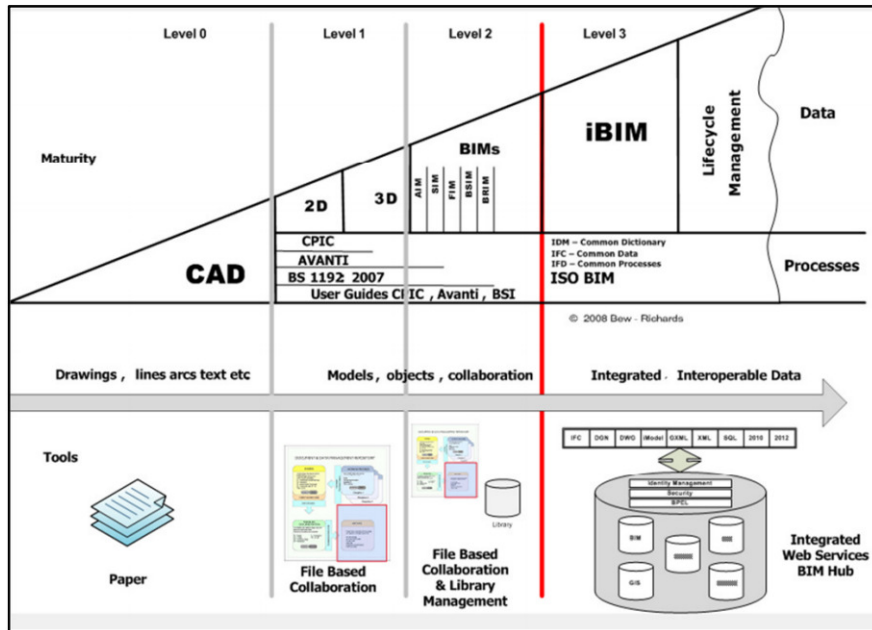 Level 0
Level 1
Level 2
Level 3
Maturity
CAD
2D
3D
BIMs
AIM
SIM
FIM
BSIM
BRIM
iBIM
Lifecycle
Management
Data
Processes
CPIC
AVANTI
BS 1192: 2007
User Guides CPIC , Avanti , BSI
IDM – Common Dictionary
IFC – Common Data
IFD – Common Processes
ISO BIM
© 2008 Bew - Richards
Drawings , lines arcs text etc
Models , objects , collaboration
Integrated , Interoperable Data
Tools
Paper
File Based
Collaboration
Library
File Based
Collaboration
& Library
Management
IFC DGN DWG iModel GXML XML SQL 2010 2012
Identity Management
Security
BPEL
BIM
GIS
Integrated
Web Services
BIM Hub